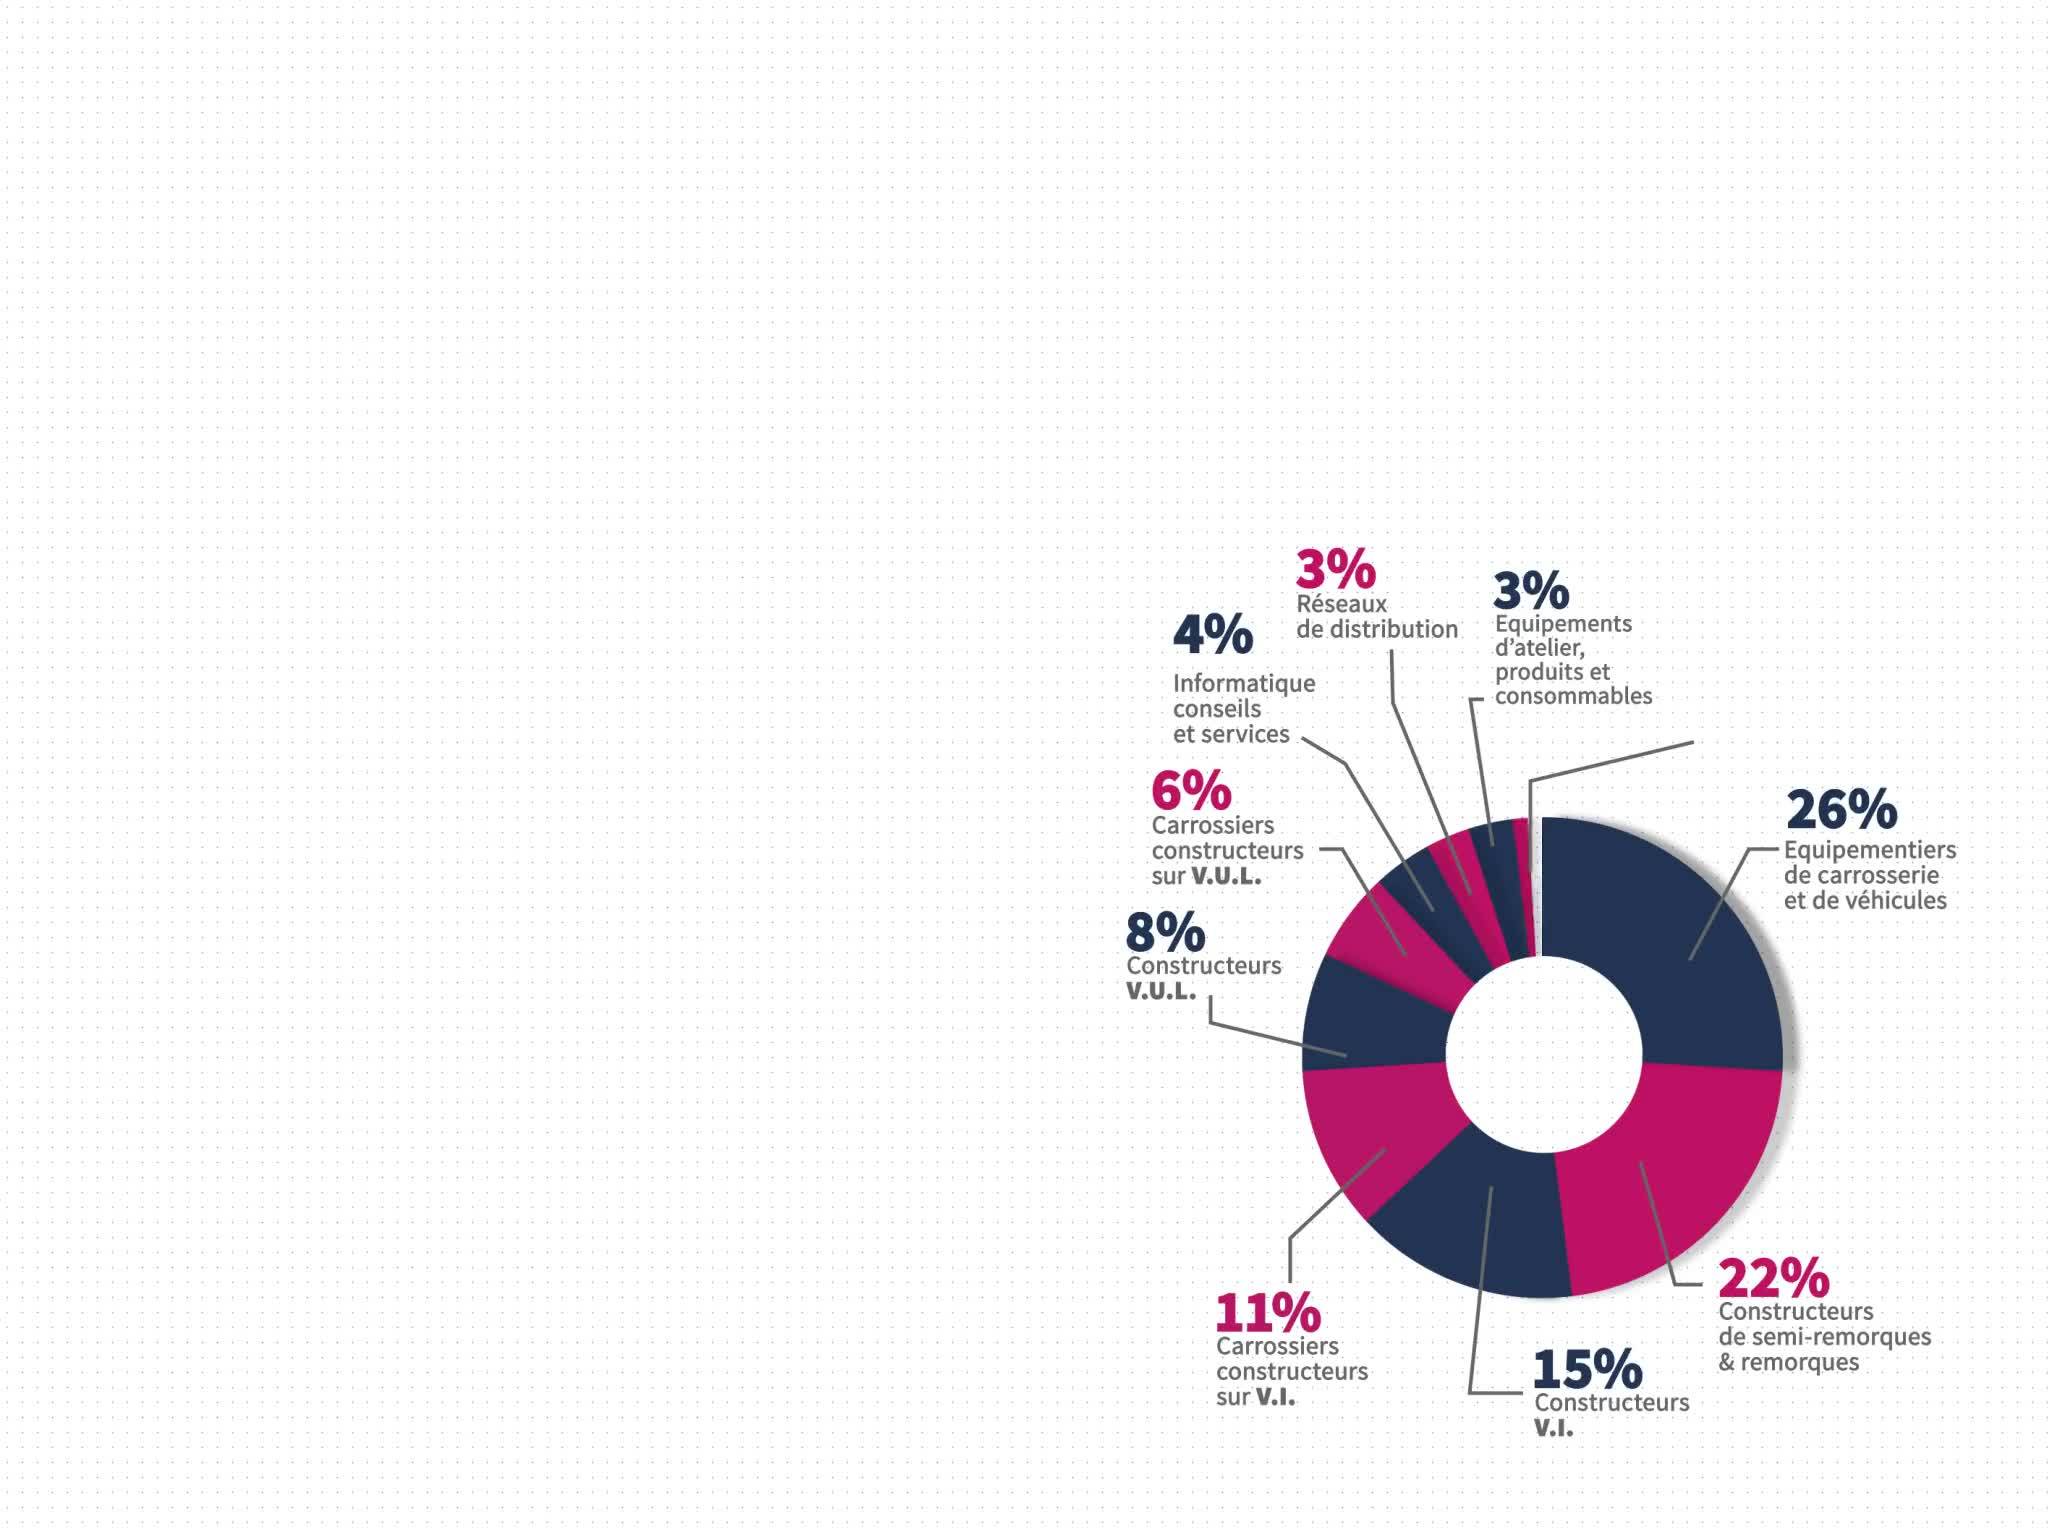 3%
Réseaux
de distribution
3%
Equipements
d'atelier,
produits et
consommables
4%
Informatique
conseils
et services
6%
Carrossiers
constructeurs
sur V.U.L.
26%
Equipementiers
de carrosserie
et de véhicules
8%
Constructeurs
V.U.L.
22%
Constructeurs
de semi-remorques
& remorques
11%
Carrossiers
constructeurs
sur V.I.
15%
Constructeurs
V.I.